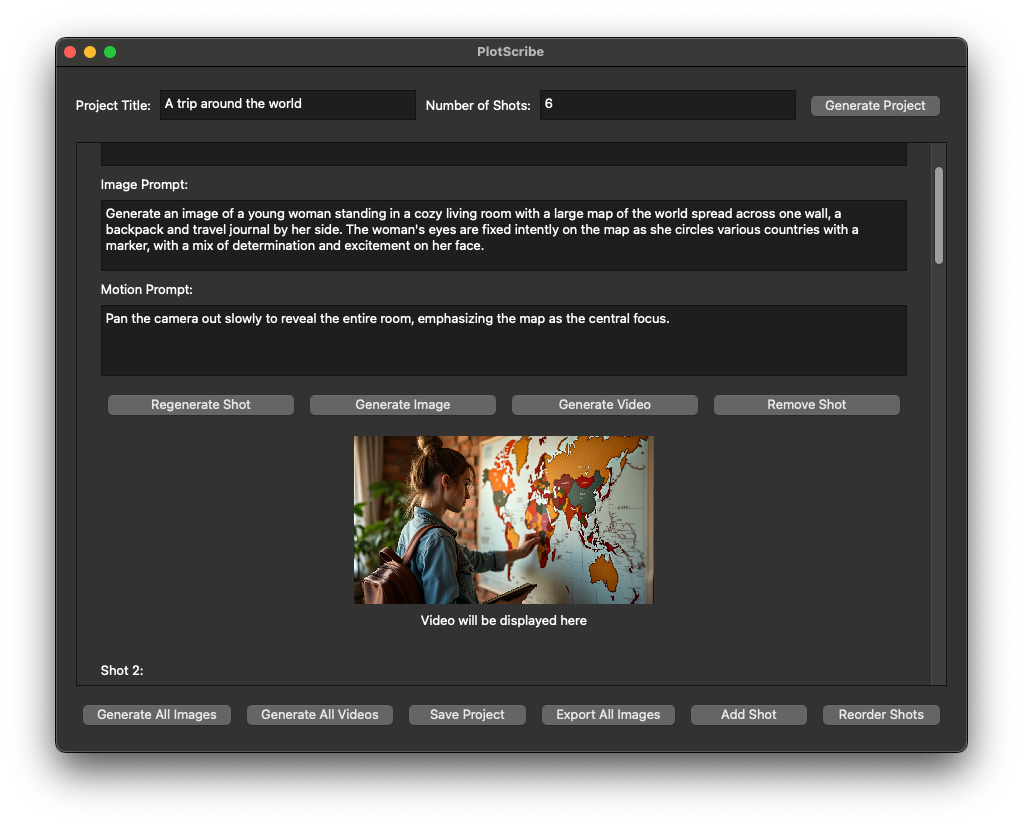 PlotScribe
Project Title: A trip around the world Number of Shots: 6 Generate Project
Image Prompt:
Generate an image of a young woman standing in a cozy living room with a large map of the world spread across one wall, a
backpack and travel journal by her side. The woman's eyes are fixed intently on the map as she circles various countries with a
marker, with a mix of determination and excitement on her face.
Motion Prompt:
Pan the camera out slowly to reveal the entire room, emphasizing the map as the central focus.
Regenerate Shot Generate Image Generate Video Remove Shot
Video will be displayed here
Shot 2:
Generate All Images Generate All Videos Save Project Export All Images Add Shot Reorder Shots